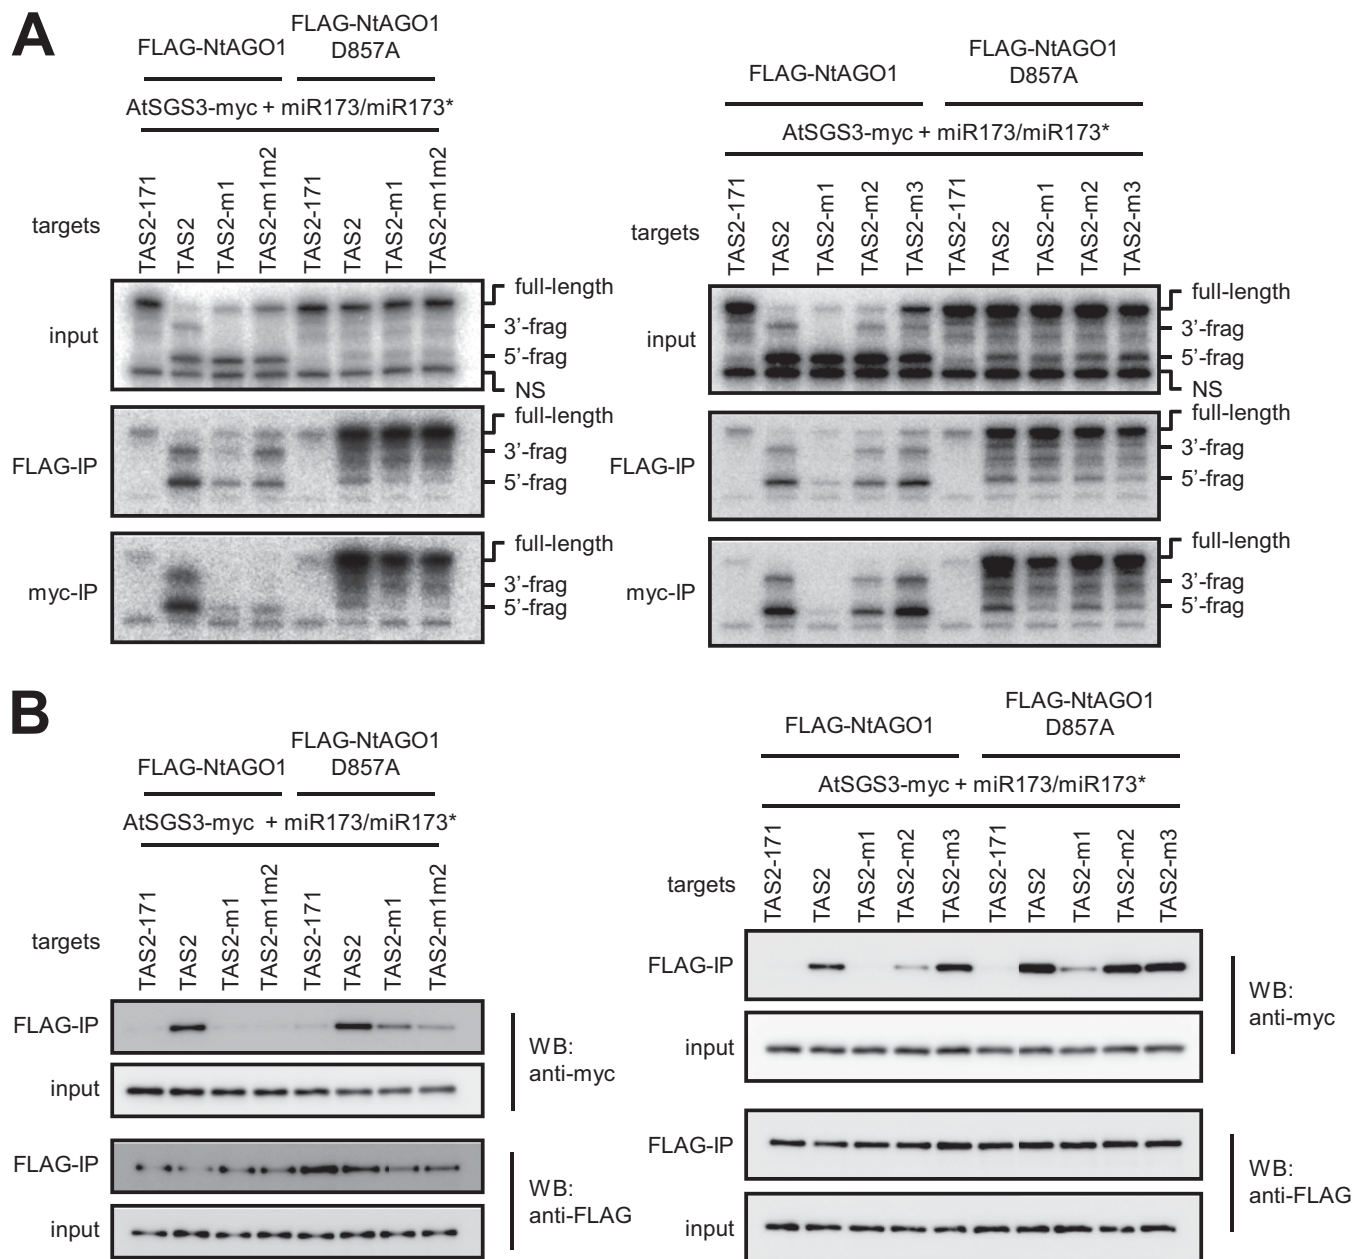 A
FLAG-NtAGO1
FLAG-NtAGO1
D857A
AtSGS3-myc + miR173/miR173*
targets
TAS2-171
TAS2
TAS2-m1
TAS2-m1m2
TAS2-171
TAS2
TAS2-m1
TAS2-m1m2
input
full-length
3’-frag
5’-frag
NS
FLAG-IP
full-length
3’-frag
5’-frag
myc-IP
full-length
3’-frag
5’-frag
FLAG-NtAGO1
FLAG-NtAGO1
D857A
AtSGS3-myc + miR173/miR173*
targets
TAS2-171
TAS2
TAS2-m1
TAS2-m2
TAS2-m3
TAS2-171
TAS2
TAS2-m1
TAS2-m2
TAS2-m3
input
full-length
3’-frag
5’-frag
NS
FLAG-IP
full-length
3’-frag
5’-frag
myc-IP
full-length
3’-frag
5’-frag
B
FLAG-NtAGO1
FLAG-NtAGO1
D857A
AtSGS3-myc + miR173/miR173*
targets
TAS2-171
TAS2
TAS2-m1
TAS2-m1m2
TAS2-171
TAS2
TAS2-m1
TAS2-m1m2
FLAG-IP
input
WB:
anti-myc
FLAG-IP
input
WB:
anti-FLAG
FLAG-NtAGO1
FLAG-NtAGO1
D857A
AtSGS3-myc + miR173/miR173*
targets
TAS2-171
TAS2
TAS2-m1
TAS2-m2
TAS2-m3
TAS2-171
TAS2
TAS2-m1
TAS2-m2
TAS2-m3
FLAG-IP
input
WB:
anti-myc
FLAG-IP
input
WB:
anti-FLAG